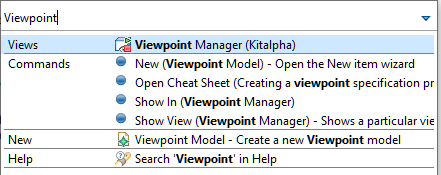 Viewpoint
Views Viewpoint Manager (Kitalpha)
Commands New (Viewpoint Model) - Open the New item wizard
Open Cheat Sheet (Creating a viewpoint specification pr
Show In (Viewpoint Manager)
Show View (Viewpoint Manager) - Shows a particular vie
New Viewpoint Model - Create a new Viewpoint model
Help Search 'Viewpoint' in Help